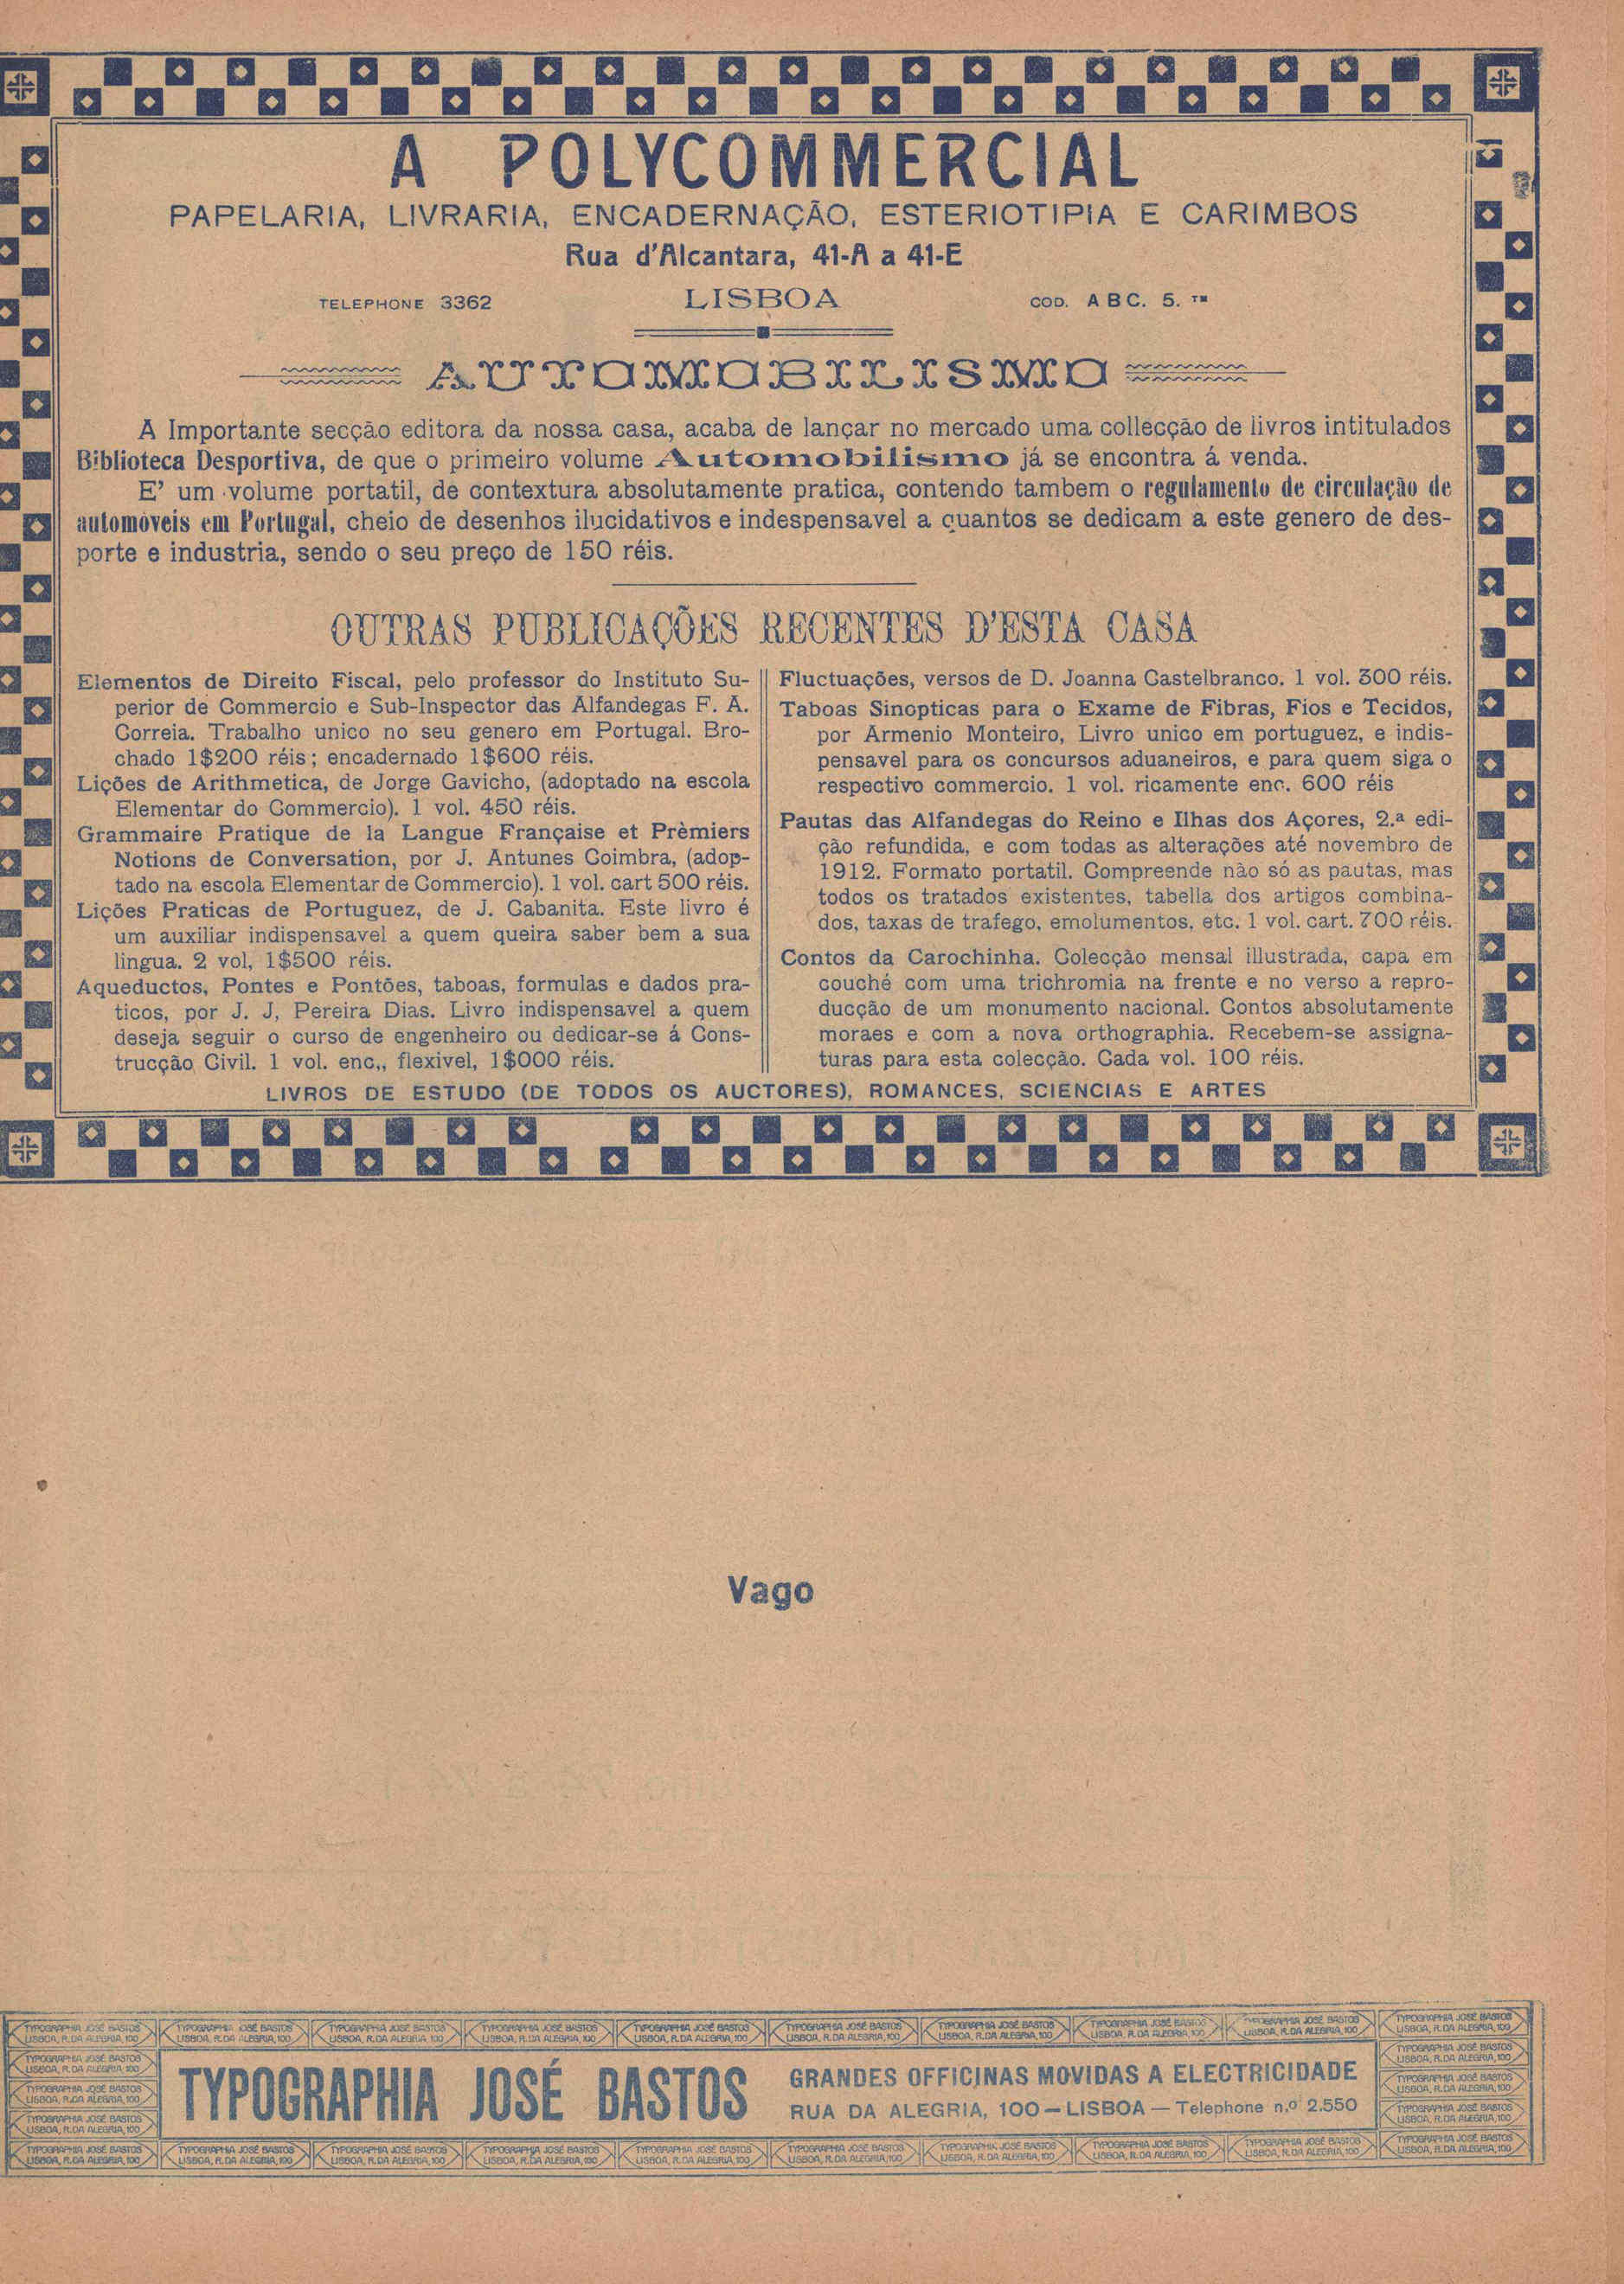 A POLYCOMMERCIAL
PAPELARIA, LIVRARIA, ENCADERNAÇÃO, ESTERIOTIPIA E CARIMBOS
Rua d'Alcantara, 41-A a 41-E
TELEPHONE 3362 LISBOA COD. A B C. 5.
AUTOMOBILISMO
A Importante secção editora da nossa casa, acaba de lançar no mercado uma collecção de livros intitulados
Biblioteca Desportiva, de que o primeiro volume Automobilismo já se encontra á venda.
E' um volume portatil, de contextura absolutamente pratica, contendo tambem o regulamento de circulação de
automóveis em Portugal, cheio de desenhos ilucidativos e indespensavel a quantos se dedicam a este genero de des-
porte e industria, sendo o seu preço de 150 réis.
OUTRAS PUBLICAÇÕES RECENTES D'ESTA CASA
Elementos de Direito Fiscal, pelo professor do Instituto Su-
perior de Commercio e Sub-Inspector das Alfandegas F. A.
Correia. Trabalho unico no seu genero em Portugal. Bro-
chado 1$200 réis; encadernado 1$600 réis.
Lições de Arithmetica, de Jorge Gavicho, (adoptado na escola
Elementar do Commercio). 1 vol. 450 réis.
Grammaire Pratique de la Langue Française et Prèmiers
Notions de Conversation, por J. Antunes Coimbra, (adop-
tado na escola Elementar de Commercio). 1 vol. cart 500 réis.
Lições Praticas de Portuguez, de J. Cabanita. Este livro é
um auxiliar indispensavel a quem queira saber bem a sua
lingua. 2 vol, 1$500 réis.
Aqueductos, Pontes e Pontões, taboas, formulas e dados pra-
ticos, por J. J, Pereira Dias. Livro indispensavel a quem
deseja seguir o curso de engenheiro ou dedicar-se á Cons-
trucção Civil. 1 vol. enc,, flexivel, 1$000 réis.
Fluctuações, versos de D. Joanna Castelbranco. 1 vol. 300 réis.
Taboas Sinopticas para o Exame de Fibras, Fios e Tecidos,
por Armenio Monteiro, Livro unico em portuguez, e indis-
pensavel para os concursos aduaneiros, e para quem siga o
respectivo commercio. 1 vol. ricamente enc. 600 réis
Pautas das Alfandegas do Reino e Ilhas dos Açores, 2.ª edi-
ção refundida, e com todas as alterações até novembro de
1912. Formato portatil. Compreende não só as pautas, mas
todos os tratados existentes, tabella dos artigos combina-
dos, taxas de trafego, emolumentos, etc. 1 vol. cart. 700 réis.
Contos da Carochinha. Colecção mensal illustrada, capa em
couché com uma trichromia na frente e no verso a repro-
ducção de um monumento nacional. Contos absolutamente
moraes e com a nova orthographia. Recebem-se assigna-
turas para esta colecção. Cada vol. 100 réis.
LIVROS DE ESTUDO (DE TODOS OS AUCTORES), ROMANCES, SCIENCIAS E ARTES
Vago
TYPOGRAPHIA JOSÉ BASTOS
GRANDES OFFICINAS MOVIDAS A ELECTRICIDADE
RUA DA ALEGRIA, 100 — LISBOA — Telephone n.º 2.550
TYPOGRAPHIA JOSÉ BASTOS
LISBOA, R. DA ALEGRIA, 100